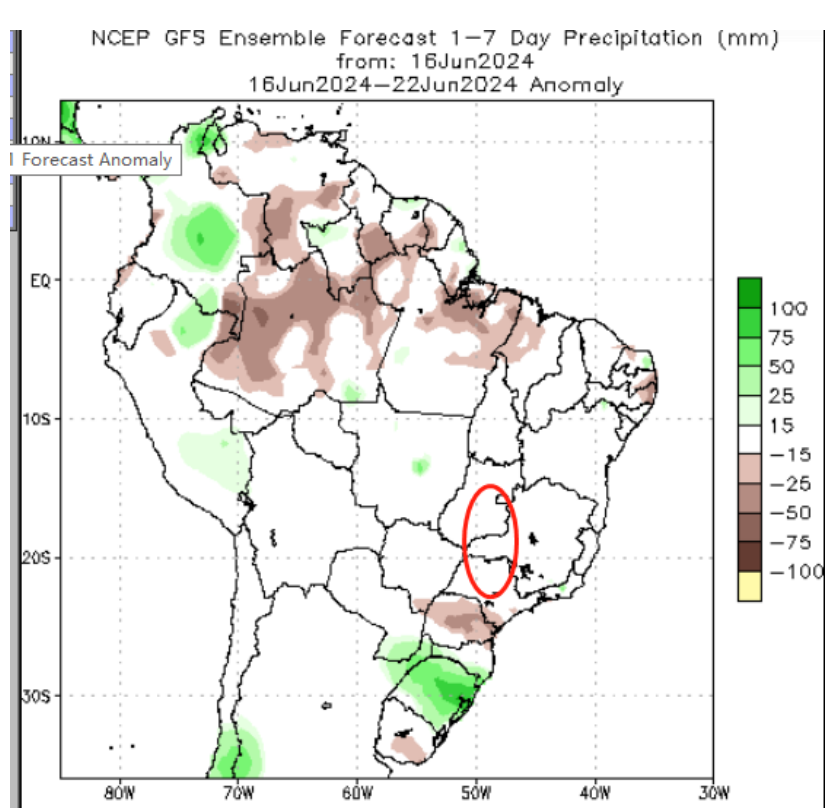 NCEP GFS Ensemble Forecast 1–7 Day Precipitation (mm)
from: 16Jun2024
16Jun2024–22Jun2024 Anomaly
10N
Forecast Anomaly
EQ
10S
20S
30S
80W
70W
60W
50W
40W
30W
100
75
50
25
15
−15
−25
−50
−75
−100